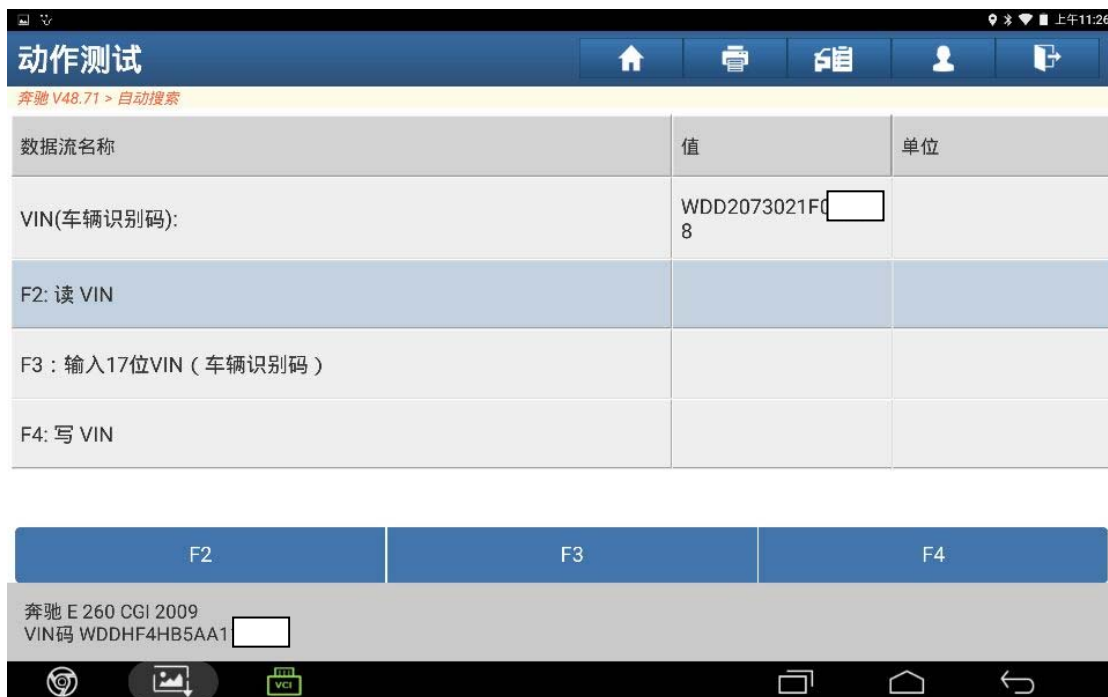 上午11:26
动作测试
奔驰 V48.71 > 自动搜索
数据流名称 值 单位
VIN(车辆识别码): WDD2073021F0
8
F2: 读 VIN
F3：输入17位VIN（车辆识别码）
F4: 写 VIN
F2 F3 F4
奔驰 E 260 CGI 2009
VIN码 WDDHF4HB5AA1
VCI